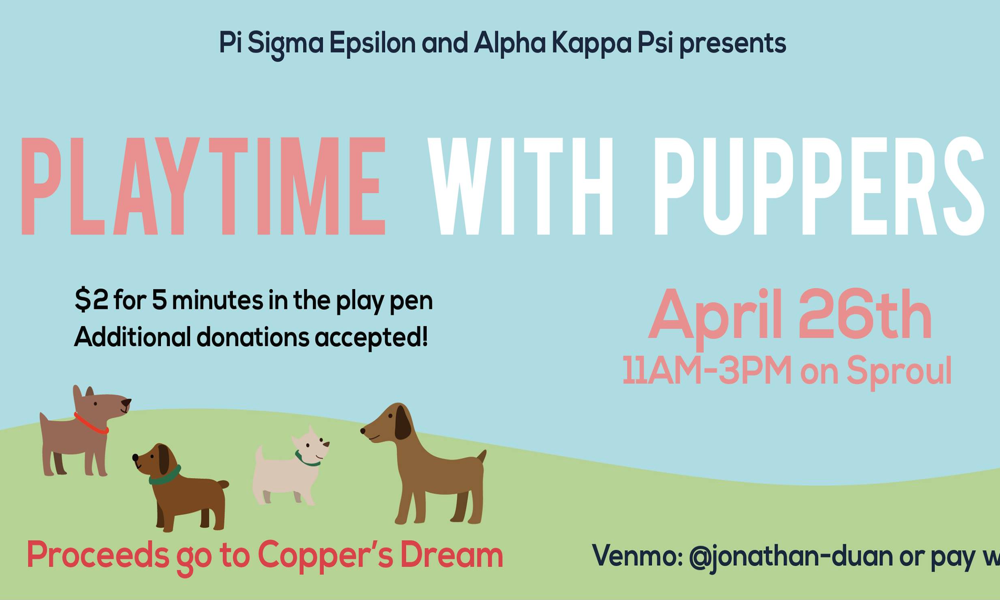 Pi Sigma Epsilon and Alpha Kappa Psi presents
PLAYTIME WITH PUPPERS
$2 for 5 minutes in the play pen
Additional donations accepted!
April 26th
11AM-3PM on Sproul
Proceeds go to Copper's Dream
Venmo: @jonathan-duan or pay